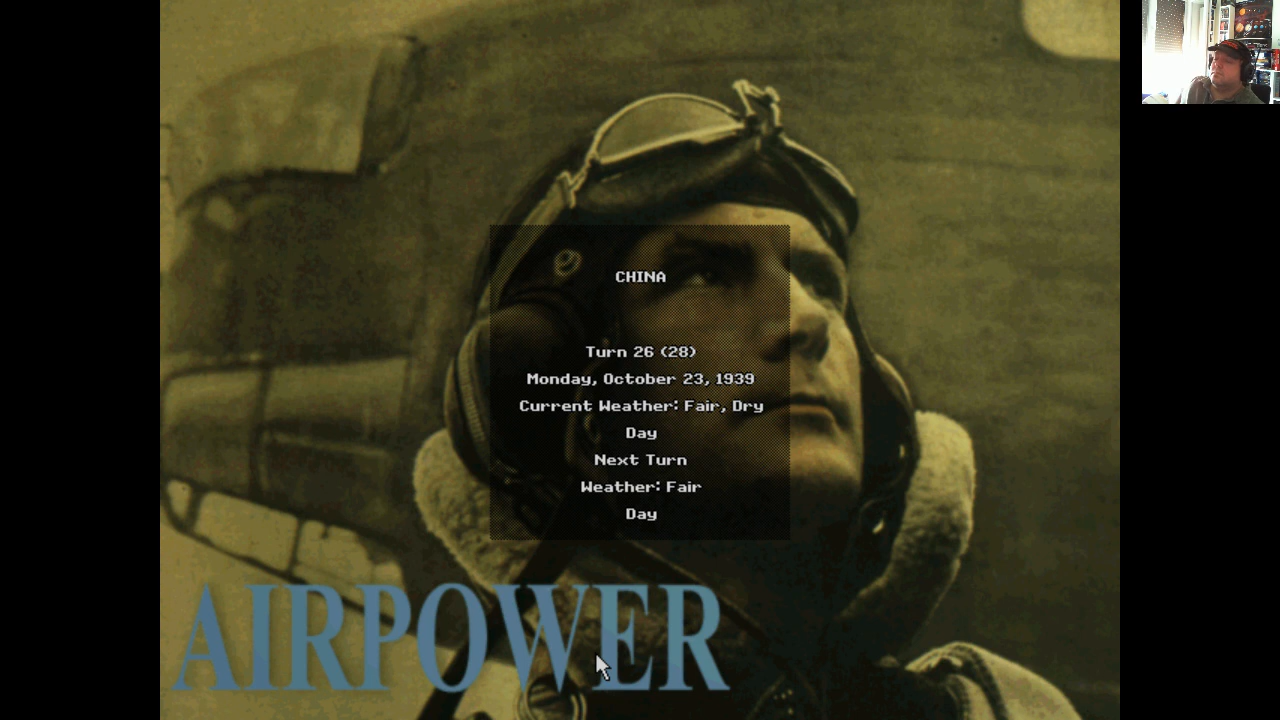 CHINA
Turn 26 (28)
Monday, October 23, 1939
Current Weather: Fair, Dry
Day
Next Turn
Weather: Fair
Day
AIRPOWER